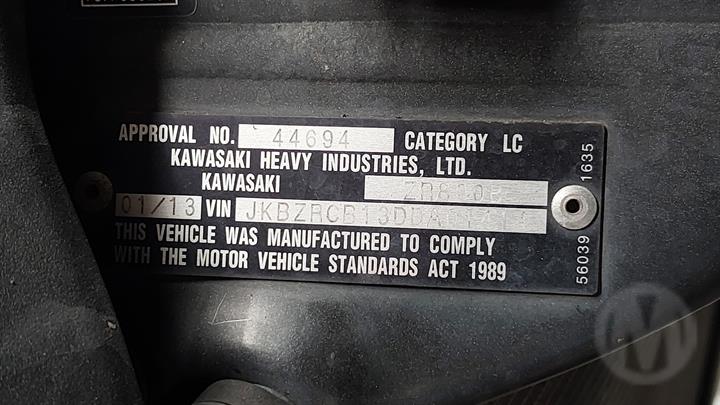 APPROVAL NO. 44694 CATEGORY LC
KAWASAKI HEAVY INDUSTRIES, LTD.
KAWASAKI
01/13 VIN
THIS VEHICLE WAS MANUFACTURED TO COMPLY
WITH THE MOTOR VEHICLE STANDARDS ACT 1989
56039 1635